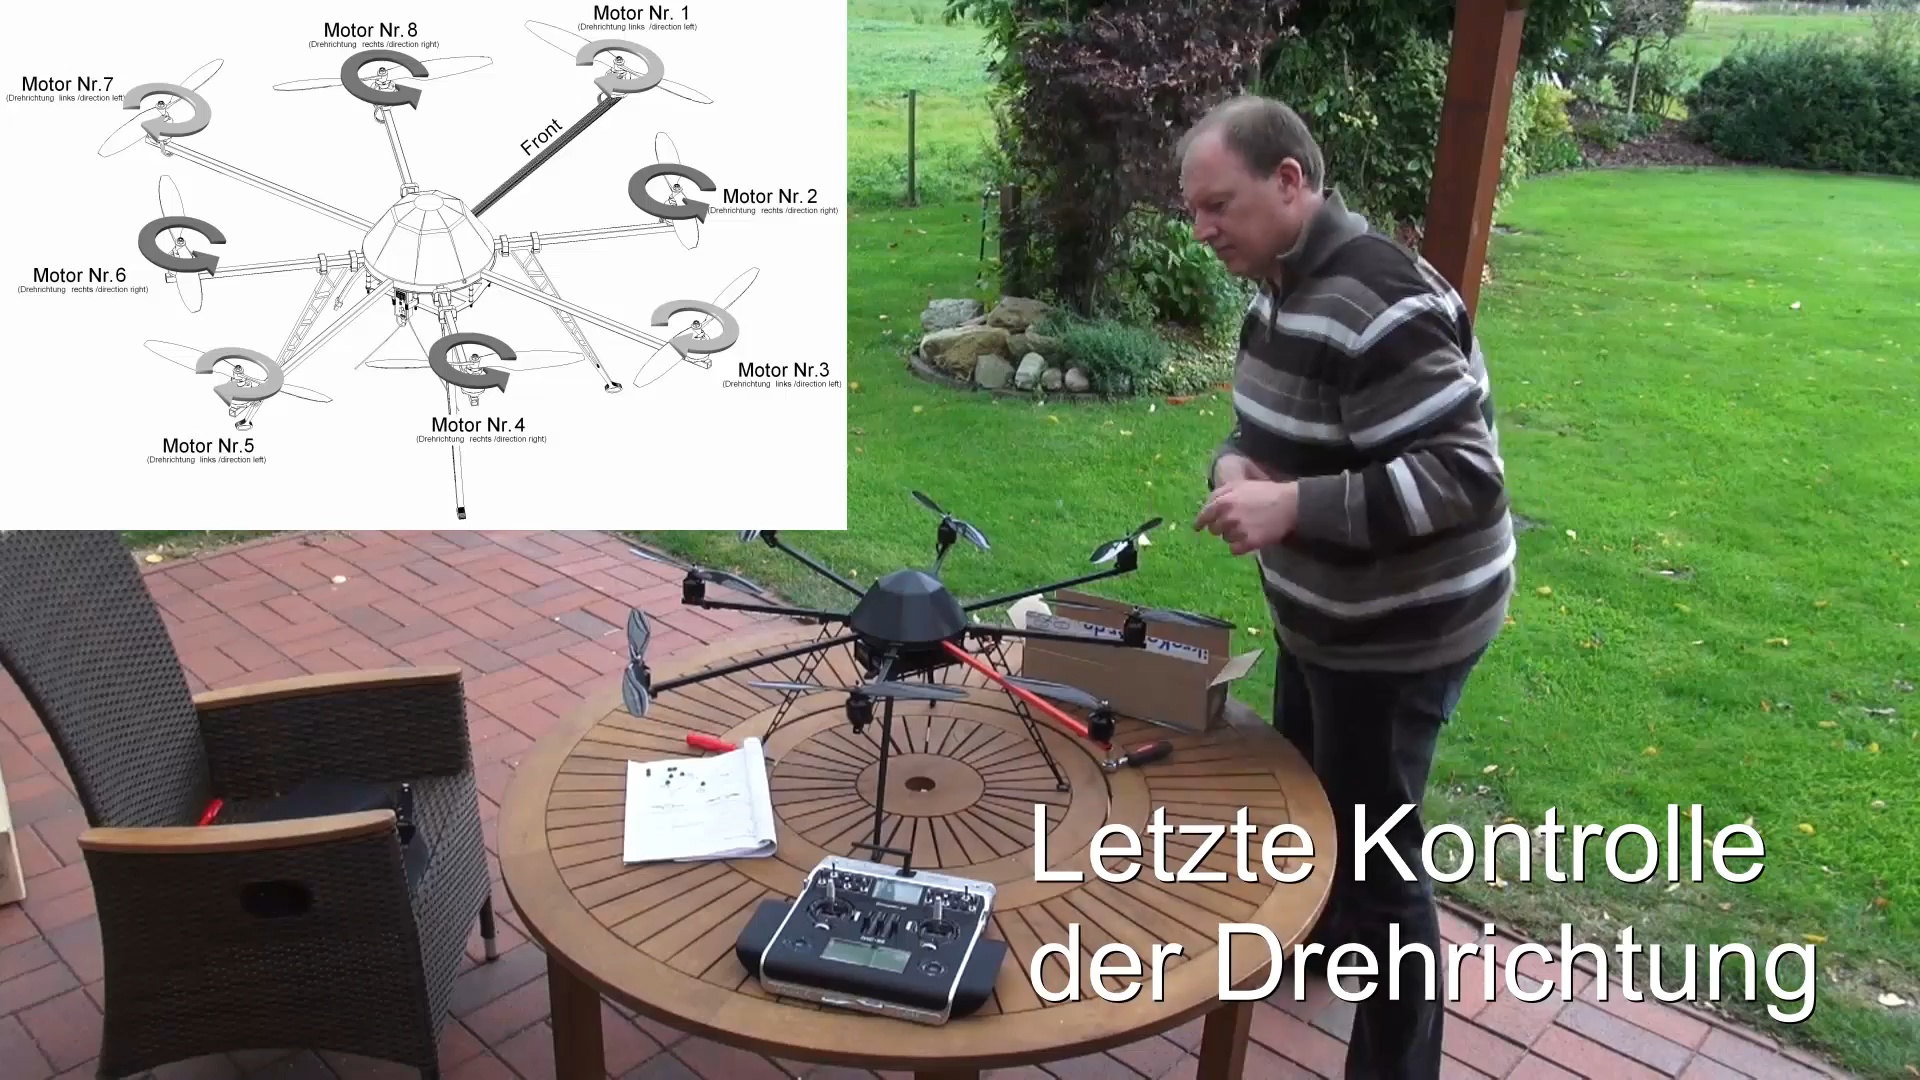 Motor Nr. 1
(Drehrichtung links /direction left)
Motor Nr. 8
(Drehrichtung rechts /direction right)
Motor Nr.7
(Drehrichtung links /direction left)
Front
Motor Nr. 2
(Drehrichtung rechts /direction right)
Motor Nr.6
(Drehrichtung rechts /direction right)
Motor Nr.3
(Drehrichtung links /direction left)
Motor Nr.4
(Drehrichtung rechts /direction right)
Motor Nr.5
(Drehrichtung links /direction left)
Letzte Kontrolle
der Drehrichtung